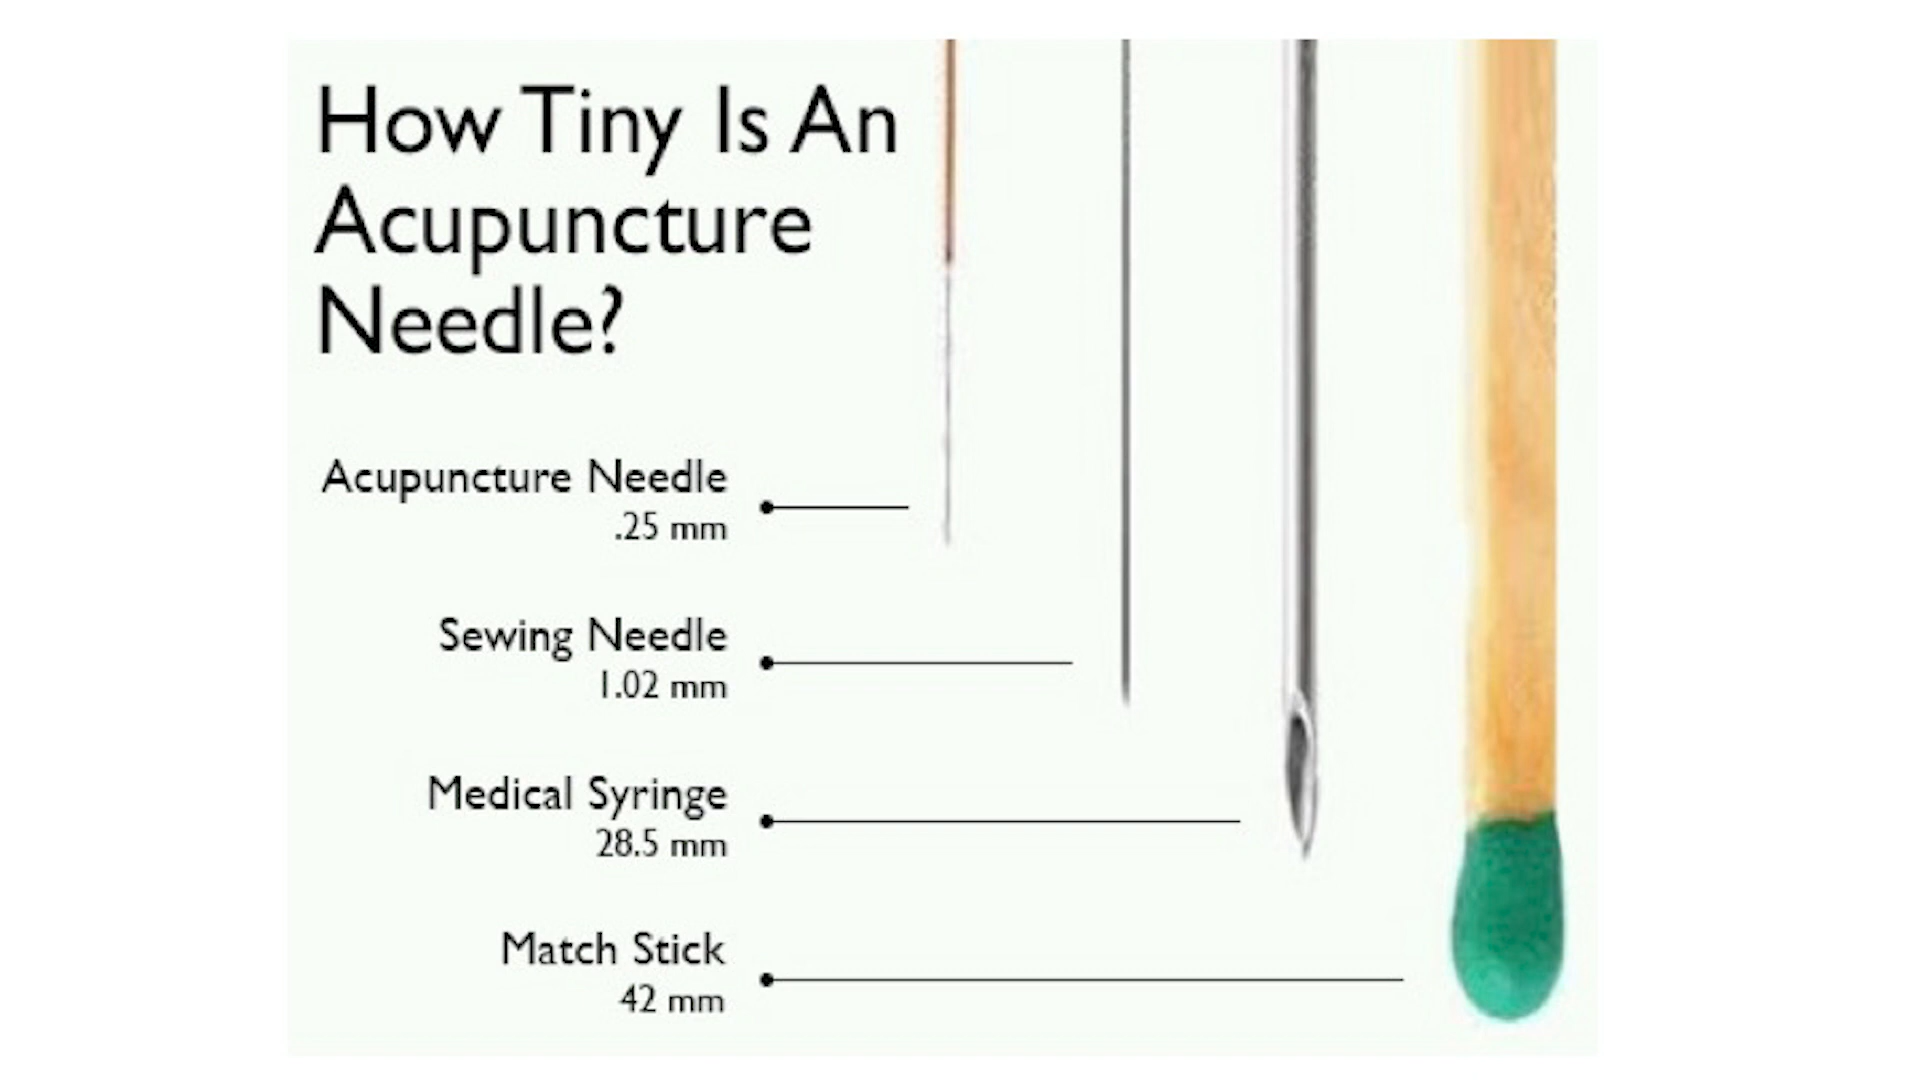 How Tiny Is An
Acupuncture
Needle?
Acupuncture Needle
.25 mm
Sewing Needle
1.02 mm
Medical Syringe
28.5 mm
Match Stick
42 mm